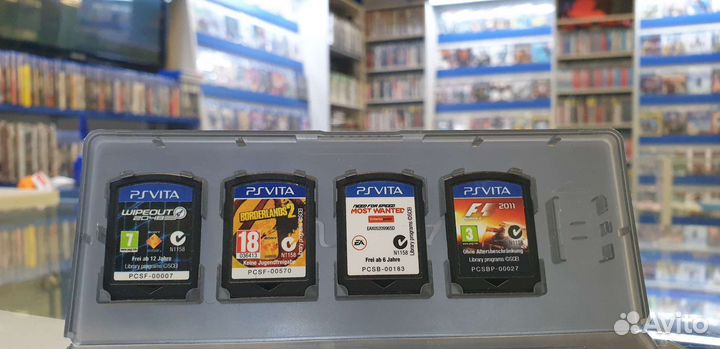 PSVITA
WIPEOUT
2048
7
N1158
Frei ab 12 Jahre
Library programs ©SCEI
PCSF-00007
PSVITA
BORDERLANDS 2
18
N1158
Keine Jugendfreigabe
Library programs ©SCEI
PCSF-00570
PSVITA
NEED FOR SPEED
MOST WANTED
EA
N1158
Frei ab 6 Jahre
Library programs ©SCEI
PCSB-00183
PSVITA
F1 2011
3
N1158
Ohne Altersbeschränkung
Library programs ©SCEI
PCSBP-00027
Avito